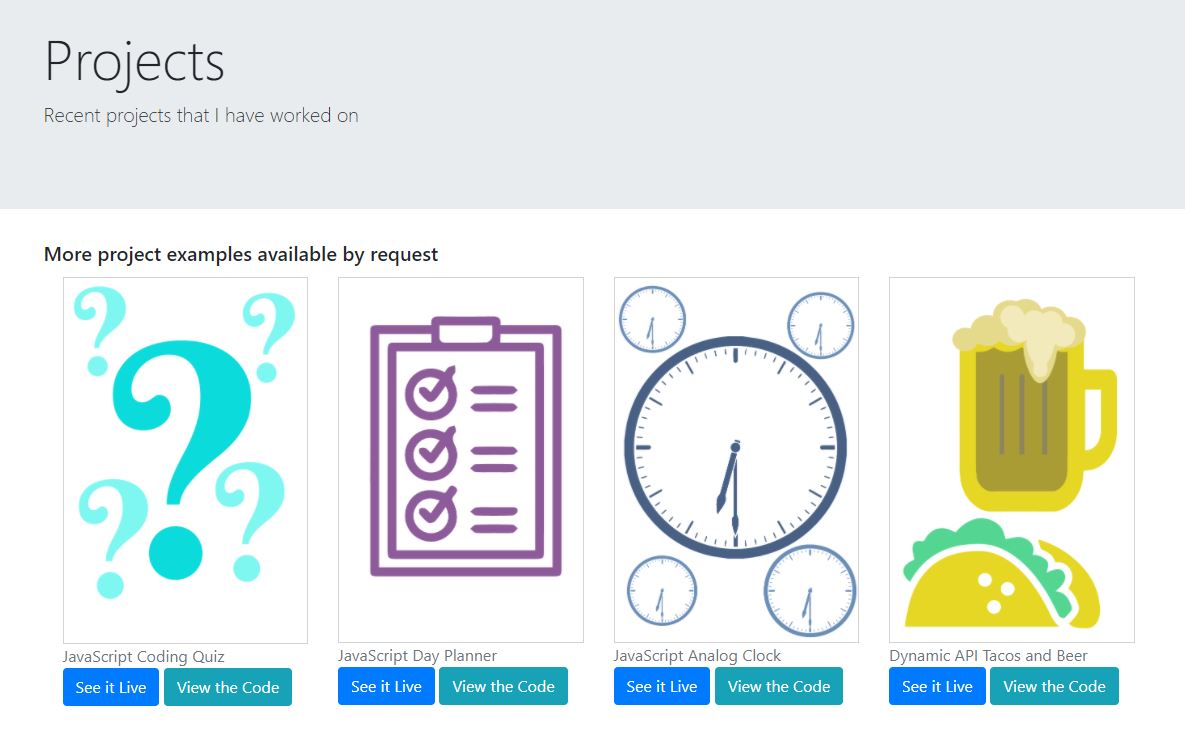 Projects
Recent projects that I have worked on
More project examples available by request
JavaScript Coding Quiz
See it Live View the Code
JavaScript Day Planner
See it Live View the Code
JavaScript Analog Clock
See it Live View the Code
Dynamic API Tacos and Beer
See it Live View the Code